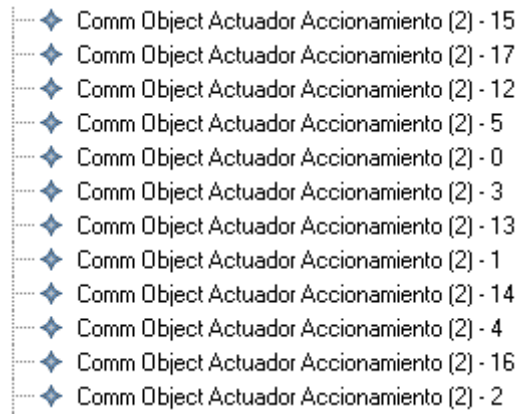 Comm Object Actuador Accionamiento (2) - 15
Comm Object Actuador Accionamiento (2) - 17
Comm Object Actuador Accionamiento (2) - 12
Comm Object Actuador Accionamiento (2) - 5
Comm Object Actuador Accionamiento (2) - 0
Comm Object Actuador Accionamiento (2) - 3
Comm Object Actuador Accionamiento (2) - 13
Comm Object Actuador Accionamiento (2) - 1
Comm Object Actuador Accionamiento (2) - 14
Comm Object Actuador Accionamiento (2) - 4
Comm Object Actuador Accionamiento (2) - 16
Comm Object Actuador Accionamiento (2) - 2